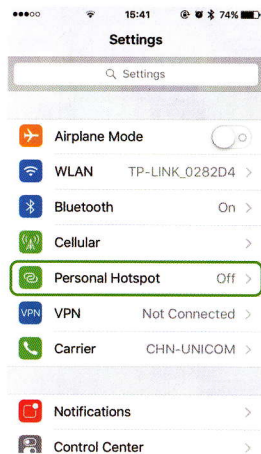 15:41 74%
Settings
Settings
Airplane Mode
WLAN TP-LINK_0282D4
Bluetooth On
Cellular
Personal Hotspot Off
VPN VPN Not Connected
Carrier CHN-UNICOM
Notifications
Control Center